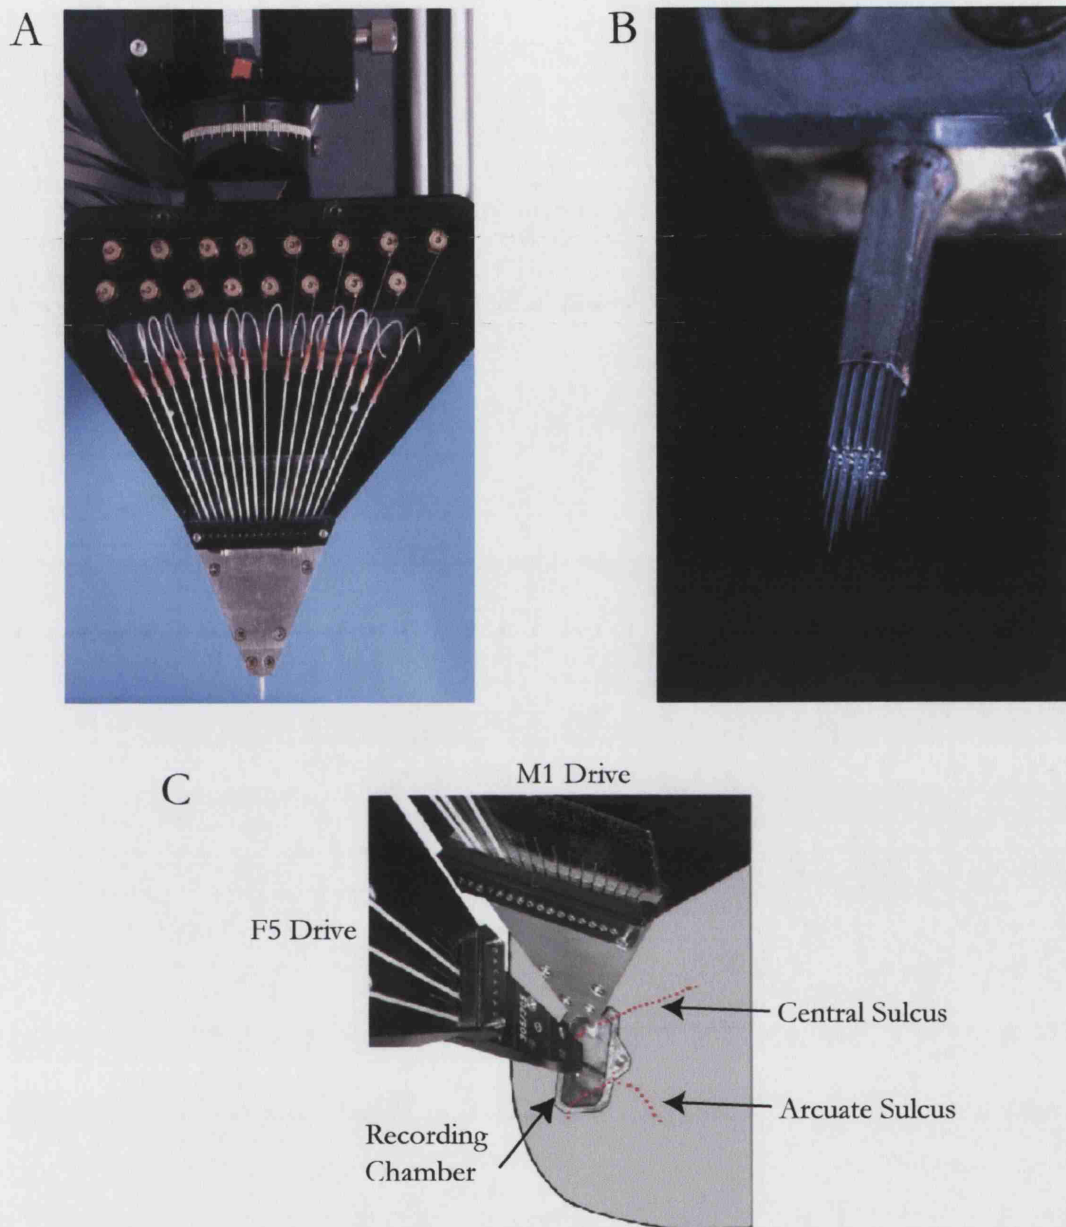 A
B
C
M1 Drive
F5 Drive
Central Sulcus
Arcuate Sulcus
Recording
Chamber